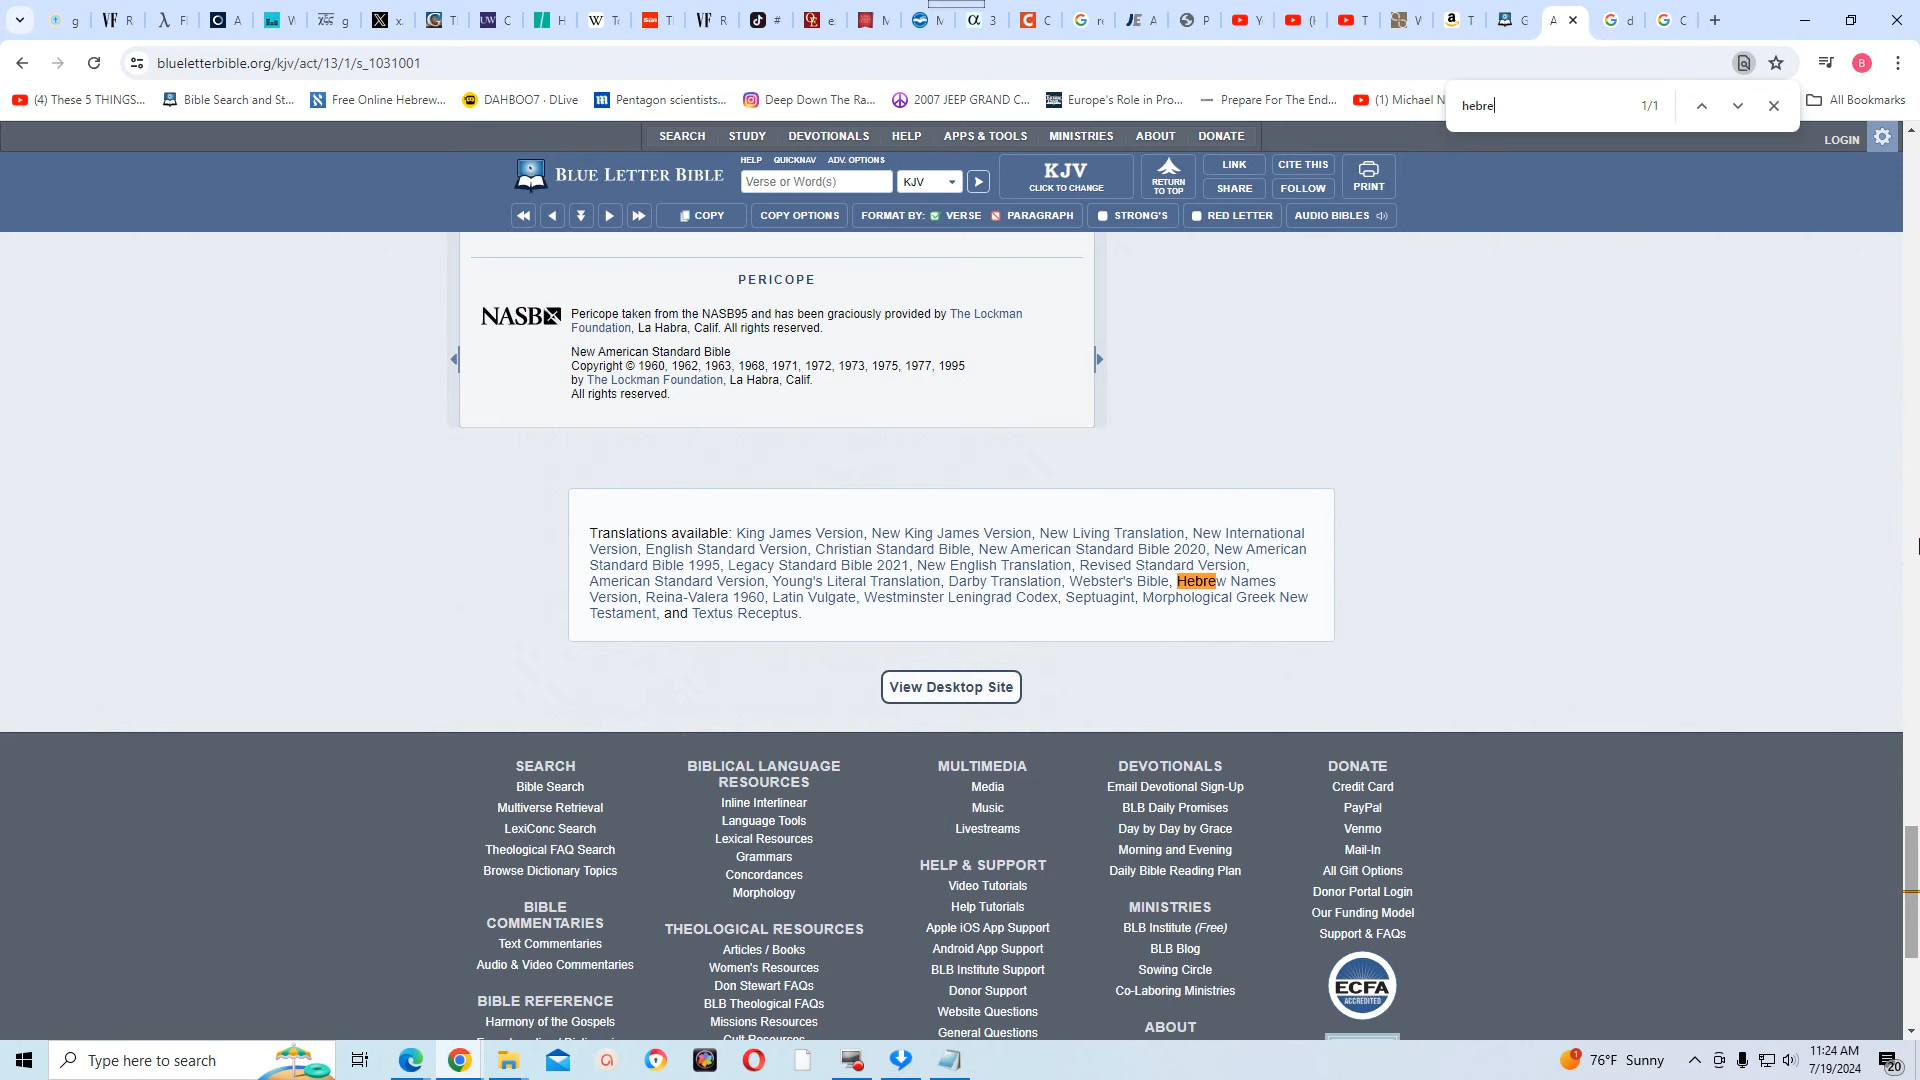 g VF R Fl A W g x. Tl C H Te Tl VF R # e: M N 3 C re A P Y (I T V T G A d C
blueletterbible.org/kjv/act/13/1/s_1031001
(4) These 5 THINGS... Bible Search and St... Free Online Hebrew... DAHBOO7 · DLive Pentagon scientists... Deep Down The Ra... 2007 JEEP GRAND C... Europe's Role in Pro... Prepare For The End... (1) Michael N All Bookmarks
hebre 1/1
SEARCH STUDY DEVOTIONALS HELP APPS & TOOLS MINISTRIES ABOUT DONATE LOGIN
HELP QUICKNAV ADV. OPTIONS
BLUE LETTER BIBLE Verse or Word(s) KJV KJV CLICK TO CHANGE RETURN TO TOP LINK CITE THIS SHARE FOLLOW PRINT
COPY COPY OPTIONS FORMAT BY: VERSE PARAGRAPH STRONG'S RED LETTER AUDIO BIBLES
PERICOPE
NASB Pericope taken from the NASB95 and has been graciously provided by The Lockman
Foundation, La Habra, Calif. All rights reserved.
New American Standard Bible
Copyright © 1960, 1962, 1963, 1968, 1971, 1972, 1973, 1975, 1977, 1995
by The Lockman Foundation, La Habra, Calif.
All rights reserved.
Translations available: King James Version, New King James Version, New Living Translation, New International
Version, English Standard Version, Christian Standard Bible, New American Standard Bible 2020, New American
Standard Bible 1995, Legacy Standard Bible 2021, New English Translation, Revised Standard Version,
American Standard Version, Young's Literal Translation, Darby Translation, Webster's Bible, Hebrew Names
Version, Reina-Valera 1960, Latin Vulgate, Westminster Leningrad Codex, Septuagint, Morphological Greek New
Testament, and Textus Receptus.
View Desktop Site
SEARCH
Bible Search
Multiverse Retrieval
LexiConc Search
Theological FAQ Search
Browse Dictionary Topics
BIBLE
COMMENTARIES
Text Commentaries
Audio & Video Commentaries
BIBLE REFERENCE
Harmony of the Gospels
BIBLICAL LANGUAGE
RESOURCES
Inline Interlinear
Language Tools
Lexical Resources
Grammars
Concordances
Morphology
THEOLOGICAL RESOURCES
Articles / Books
Women's Resources
Don Stewart FAQs
BLB Theological FAQs
Missions Resources
Cult Resources
MULTIMEDIA
Media
Music
Livestreams
HELP & SUPPORT
Video Tutorials
Help Tutorials
Apple iOS App Support
Android App Support
BLB Institute Support
Donor Support
Website Questions
General Questions
DEVOTIONALS
Email Devotional Sign-Up
BLB Daily Promises
Day by Day by Grace
Morning and Evening
Daily Bible Reading Plan
MINISTRIES
BLB Institute (Free)
BLB Blog
Sowing Circle
Co-Laboring Ministries
ABOUT
DONATE
Credit Card
PayPal
Venmo
Mail-In
All Gift Options
Donor Portal Login
Our Funding Model
Support & FAQs
ECFA
ACCREDITED
Type here to search 76°F Sunny 11:24 AM
7/19/2024 20